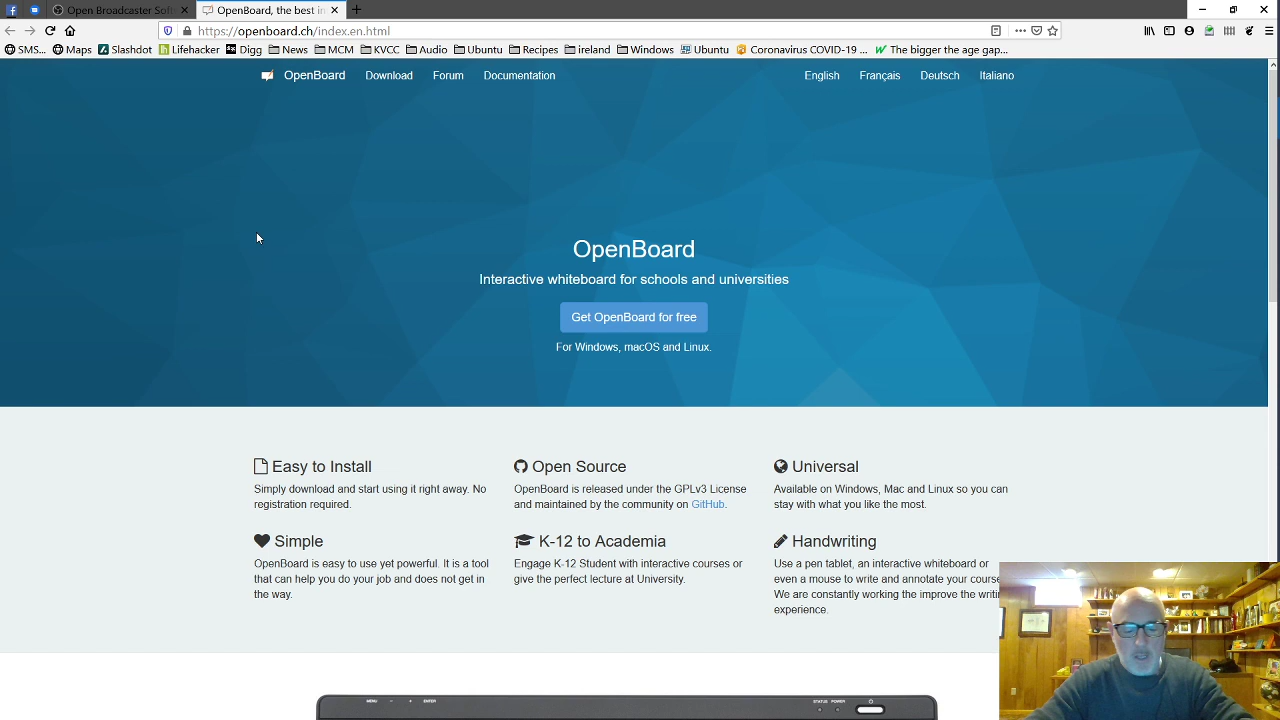 Open Broadcaster Soft
OpenBoard, the best in
https://openboard.ch/index.en.html
SMS... Maps Slashdot Lifehacker Digg News MCM KVCC Audio Ubuntu Recipes ireland Windows Ubuntu Coronavirus COVID-19 ... The bigger the age gap...
OpenBoard Download Forum Documentation English Français Deutsch Italiano
OpenBoard
Interactive whiteboard for schools and universities
Get OpenBoard for free
For Windows, macOS and Linux.
Easy to Install
Simply download and start using it right away. No
registration required.
Open Source
OpenBoard is released under the GPLv3 License
and maintained by the community on GitHub.
Universal
Available on Windows, Mac and Linux so you can
stay with what you like the most.
Simple
OpenBoard is easy to use yet powerful. It is a tool
that can help you do your job and does not get in
the way.
K-12 to Academia
Engage K-12 Student with interactive courses or
give the perfect lecture at University.
Handwriting
Use a pen tablet, an interactive whiteboard or
even a mouse to write and annotate your course
We are constantly working the improve the writin
experience.
MENU - + ENTER STATUS POWER